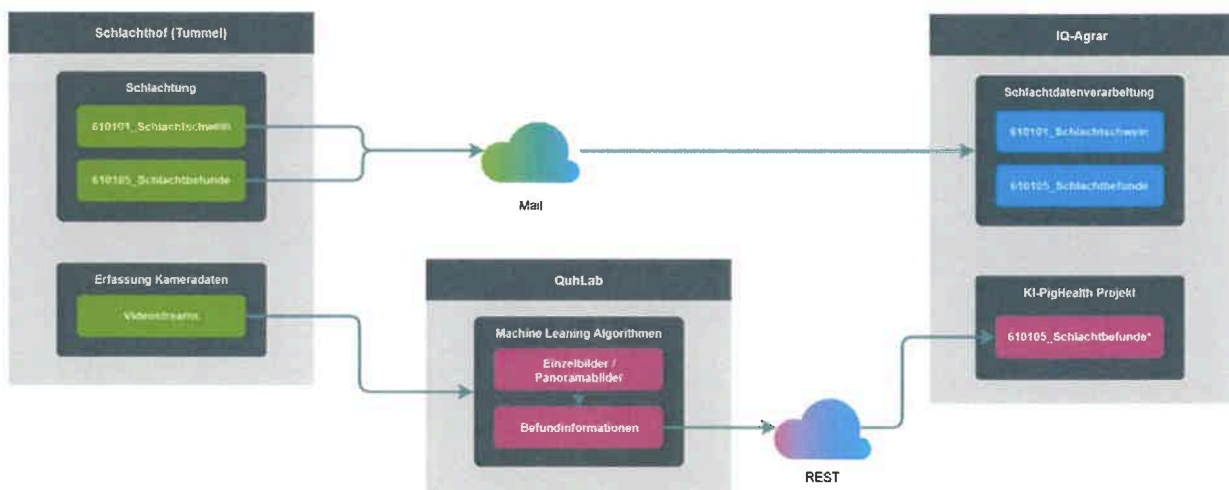 Schlachthof (Tummel)
Schlachtung
610101_Schlachtschwein
610105_Schlachtbefunde
Erfassung Kameradaten
Videostreams
Mail
QuhLab
Machine Leaning Algorithmen
Einzelbilder /
Panoramabilder
Befundinformationen
REST
IQ-Agrar
Schlachtdatenverarbeitung
610101_Schlachtschwein
610105_Schlachtbefunde
KI-PigHealth Projekt
610105_Schlachtbefunde*